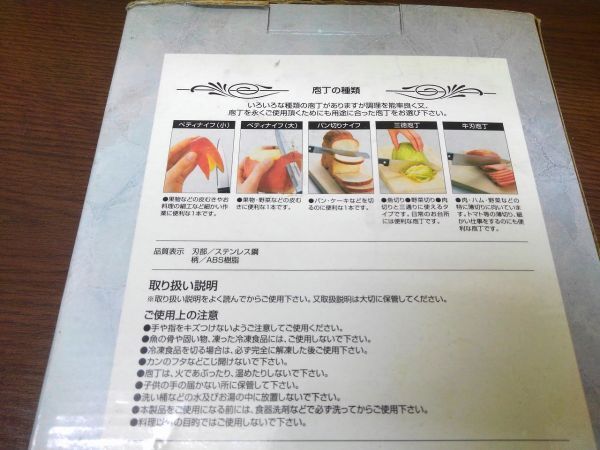 庖丁の種類
いろいろな種類の庖丁がありますが調理を能率良く又、
庖丁を永くご使用頂くためにも用途に合った庖丁をお選び下さい。
ペティナイフ(小)
ペティナイフ(大)
パン切りナイフ
三徳庖丁
牛刃庖丁
●果物などの皮むきやお
料理の細工など細かい作
業に便利な1本です。
●果物・野菜などの皮む
きに便利な1本です。
●パン・ケーキなどを切
るのに便利な1本です。
●魚切り●野菜切り●肉
切りと三通りに使えるタ
イプです。日常のお台所
には便利な庖丁です。
●肉・ハム・野菜などの
特に薄切りに向いていま
す。トマト等の薄切り、細
かい仕事をするのにも便
利な庖丁です。
品質表示 刃部/ステンレス鋼
柄/ABS樹脂
取り扱い説明
※取り扱い説明をよく読んでからご使用下さい。又取扱説明は大切に保管してください。
ご使用上の注意
●手や指をキズつけないようご注意してご使用ください。
●魚の骨や固い物、凍った冷凍食品には、ご使用しないで下さい。
●冷凍食品を切る場合は、必ず完全に解凍した後ご使用下さい。
●カンのフタなどこじ開けないで下さい。
●庖丁は、火であぶったり、温めたりしないで下さい。
●子供の手の届かない所に保管して下さい。
●洗い桶などの水及びお湯の中に放置しないで下さい。
●本製品をご使用になる前には、食器洗剤などで必ず洗ってからご使用下さい。
●料理以外の目的ではご使用しないで下さい。